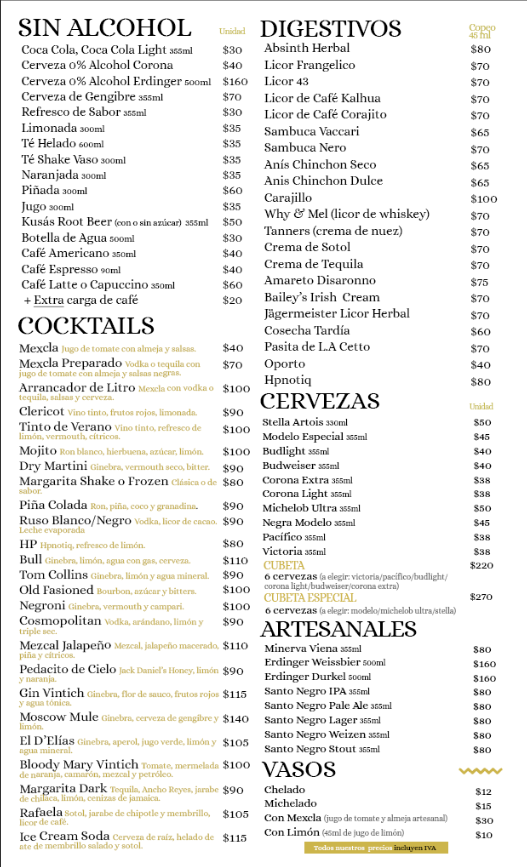 SIN ALCOHOL Unidad
Coca Cola, Coca Cola Light 355ml $30
Cerveza 0% Alcohol Corona $40
Cerveza 0% Alcohol Erdinger 500ml $160
Cerveza de Gengibre 355ml $70
Refresco de Sabor 355ml $30
Limonada 300ml $35
Té Helado 600ml $35
Té Shake Vaso 300ml $35
Naranjada 300ml $35
Piñada 300ml $60
Jugo 300ml $35
Kusás Root Beer (con o sin azúcar) 355ml $50
Botella de Agua 500ml $30
Café Americano 350ml $40
Café Espresso 90ml $40
Café Latte o Capuccino 350ml $60
+ Extra carga de café $20
COCKTAILS
Mexcla Jugo de tomate con almeja y salsas. $40
Mexcla Preparado Vodka o tequila con $70
jugo de tomate con almeja y salsas negras.
Arrancador de Litro Mexcla con vodka o $100
tequila, salsas y cerveza.
Clericot Vino tinto, frutos rojos, limonada. $90
Tinto de Verano Vino tinto, refresco de $100
limón, vermouth, cítricos.
Mojito Ron blanco, hierbuena, azúcar, limón. $100
Dry Martini Ginebra, vermouth seco, bitter. $90
Margarita Shake o Frozen Clásica o de $80
sabor.
Piña Colada Ron, piña, coco y granadina. $90
Ruso Blanco/Negro Vodka, licor de cacao. $90
Leche evaporada
HP Hpnotiq, refresco de limón. $80
Bull Ginebra, limón, agua con gas, cerveza. $110
Tom Collins Ginebra, limón y agua mineral. $90
Old Fasioned Bourbon, azúcar y bitters. $100
Negroni Ginebra, vermouth y campari. $100
Cosmopolitan Vodka, arándano, limón y $90
triple sec.
Mezcal Jalapeño Mezcal, jalapeño macerado, $110
piña y cítricos.
Pedacito de Cielo Jack Daniel's Honey, limón $90
y naranja.
Gin Vintich Ginebra, flor de sauco, frutos rojos $115
y agua tónica.
Moscow Mule Ginebra, cerveza de gengibre y $140
limón.
El D'Elías Ginebra, aperol, jugo verde, limón y $105
agua mineral.
Bloody Mary Vintich Tomate, mermelada $100
de naranja, camarón, mezcal y petróleo.
Margarita Dark Tequila, Ancho Reyes, jarabe $90
de chilaca, limón, cenizas de jamaica.
Rafaela Sotol, jarabe de chipotle y membrillo, $105
licor de café.
Ice Cream Soda Cerveza de raíz, helado de $115
ate de membrillo salado y sotol.
DIGESTIVOS Copeo
45 ml
Absinth Herbal $80
Licor Frangelico $70
Licor 43 $70
Licor de Café Kalhua $70
Licor de Café Corajito $70
Sambuca Vaccari $65
Sambuca Nero $70
Anís Chinchon Seco $65
Anis Chinchon Dulce $65
Carajillo $100
Why & Mel (licor de whiskey) $70
Tanners (crema de nuez) $70
Crema de Sotol $70
Crema de Tequila $70
Amareto Disaronno $75
Bailey's Irish Cream $70
Jägermeister Licor Herbal $70
Cosecha Tardía $60
Pasita de L.A Cetto $70
Oporto $40
Hpnotiq $80
CERVEZAS Unidad
Stella Artois 330ml $50
Modelo Especial 355ml $45
Budlight 355ml $40
Budweiser 355ml $40
Corona Extra 355ml $38
Corona Light 355ml $38
Michelob Ultra 355ml $50
Negra Modelo 355ml $45
Pacífico 355ml $38
Victoria 355ml $38
CUBETA $220
6 cervezas (a elegir: victoria/pacífico/budlight/
corona light/budweiser/corona extra)
CUBETA ESPECIAL $270
6 cervezas (a elegir: modelo/michelob ultra/stella)
ARTESANALES
Minerva Viena 355ml $80
Erdinger Weissbier 500ml $160
Erdinger Dunkel 500ml $160
Santo Negro IPA 355ml $80
Santo Negro Pale Ale 355ml $80
Santo Negro Lager 355ml $80
Santo Negro Weizen 355ml $80
Santo Negro Stout 355ml $80
VASOS
Chelado $12
Michelado $15
Con Mexcla (jugo de tomate y almeja artesanal) $30
Con Limón (45ml de jugo de limón) $10
Todos nuestros precios incluyen IVA